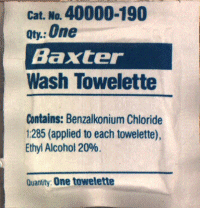 Cat. No. 40000-190
Qty.: One
Baxter
Wash Towelette
Contains: Benzalkonium Chloride
1:285 (applied to each towelette),
Ethyl Alcohol 20%.
Quantity: One towelette